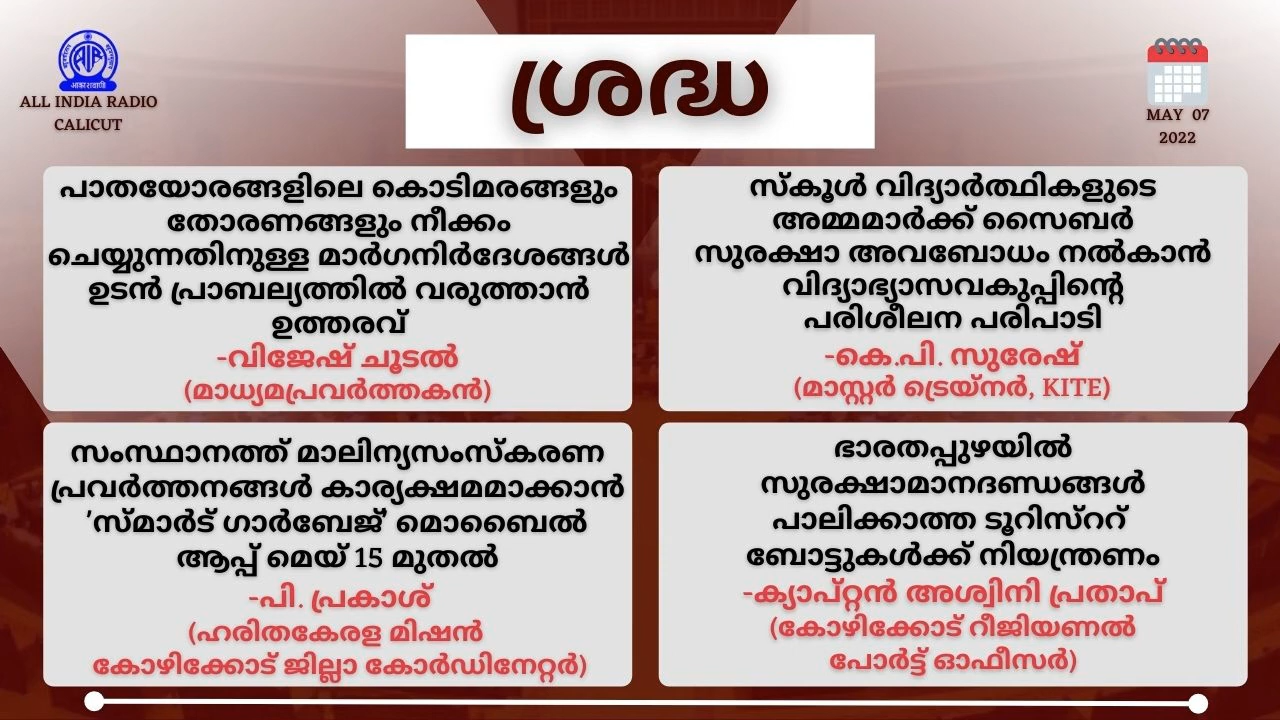 आकाशवाणी
ALL INDIA RADIO
CALICUT
ശ്രദ്ധ
MAY 07
2022
പാതയോരങ്ങളിലെ കൊടിമരങ്ങളും
തോരണങ്ങളും നീക്കം
ചെയ്യുന്നതിനുള്ള മാർഗനിർദേശങ്ങൾ
ഉടൻ പ്രാബല്യത്തിൽ വരുത്താൻ
ഉത്തരവ്
-വിജേഷ് ചൂടൽ
(മാധ്യമപ്രവർത്തകൻ)
സ്കൂൾ വിദ്യാർത്ഥികളുടെ
അമ്മമാർക്ക് സൈബർ
സുരക്ഷാ അവബോധം നൽകാൻ
വിദ്യാഭ്യാസവകുപ്പിന്റെ
പരിശീലന പരിപാടി
-കെ.പി. സുരേഷ്
(മാസ്റ്റർ ട്രെയ്നർ, KITE)
സംസ്ഥാനത്ത് മാലിന്യസംസ്കരണ
പ്രവർത്തനങ്ങൾ കാര്യക്ഷമമാക്കാൻ
'സ്മാർട് ഗാർബേജ്' മൊബൈൽ
ആപ്പ് മെയ് 15 മുതൽ
-പി. പ്രകാശ്
(ഹരിതകേരള മിഷൻ
കോഴിക്കോട് ജില്ലാ കോർഡിനേറ്റർ)
ഭാരതപ്പുഴയിൽ
സുരക്ഷാമാനദണ്ഡങ്ങൾ
പാലിക്കാത്ത ടൂറിസ്ററ്
ബോട്ടുകൾക്ക് നിയന്ത്രണം
-ക്യാപ്റ്റൻ അശ്വിനി പ്രതാപ്
(കോഴിക്കോട് റീജിയണൽ
പോർട്ട് ഓഫീസർ)